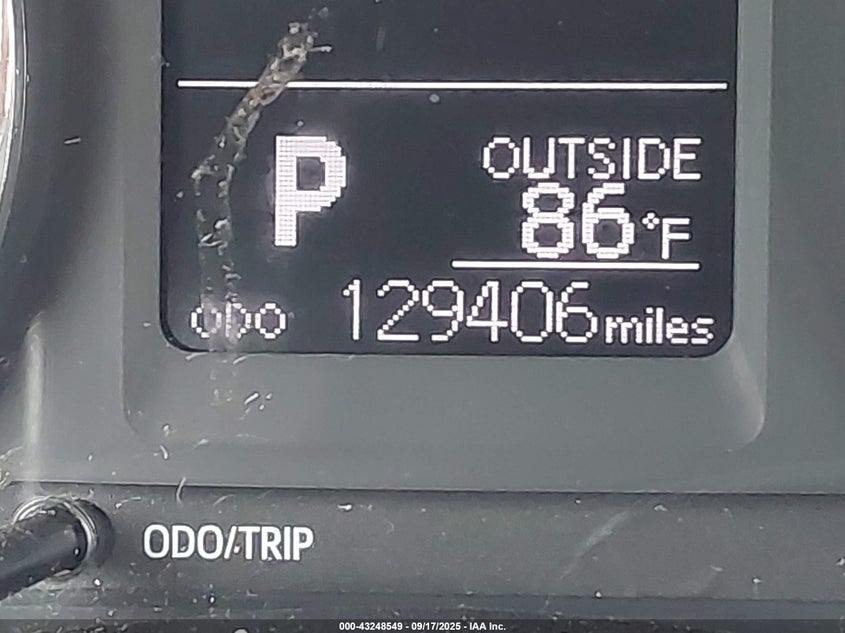 P
OUTSIDE
86°F
ODO 129406 miles
ODO/TRIP
000-43248549 - 09/17/2025 - IAA Inc.